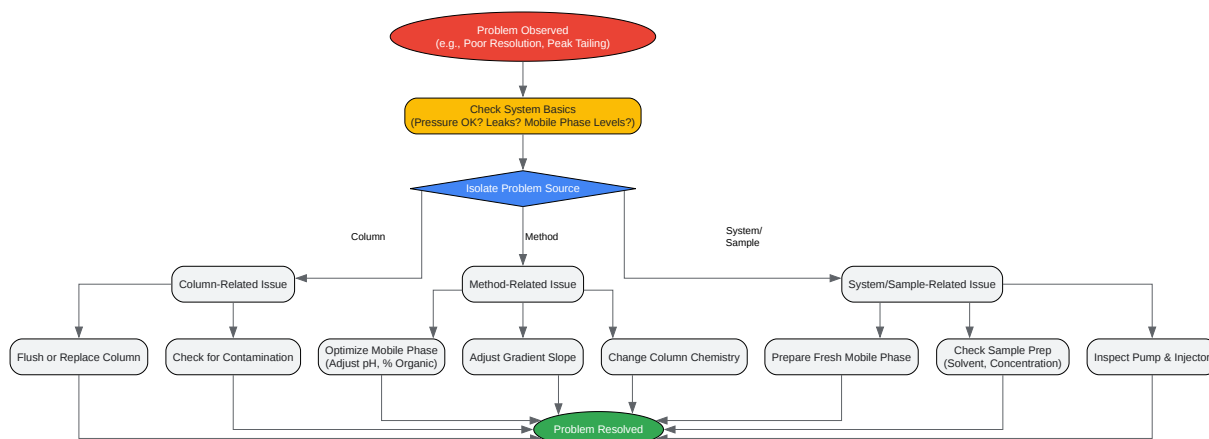 Problem Observed
(e.g., Poor Resolution, Peak Tailing)
Check System Basics
(Pressure OK? Leaks? Mobile Phase Levels?)
Isolate Problem Source
Column
Method
System/
Sample
Column-Related Issue
Method-Related Issue
System/Sample-Related Issue
Flush or Replace Column
Check for Contamination
Optimize Mobile Phase
(Adjust pH, % Organic)
Adjust Gradient Slope
Change Column Chemistry
Prepare Fresh Mobile Phase
Check Sample Prep
(Solvent, Concentration)
Inspect Pump & Injector
Problem Resolved